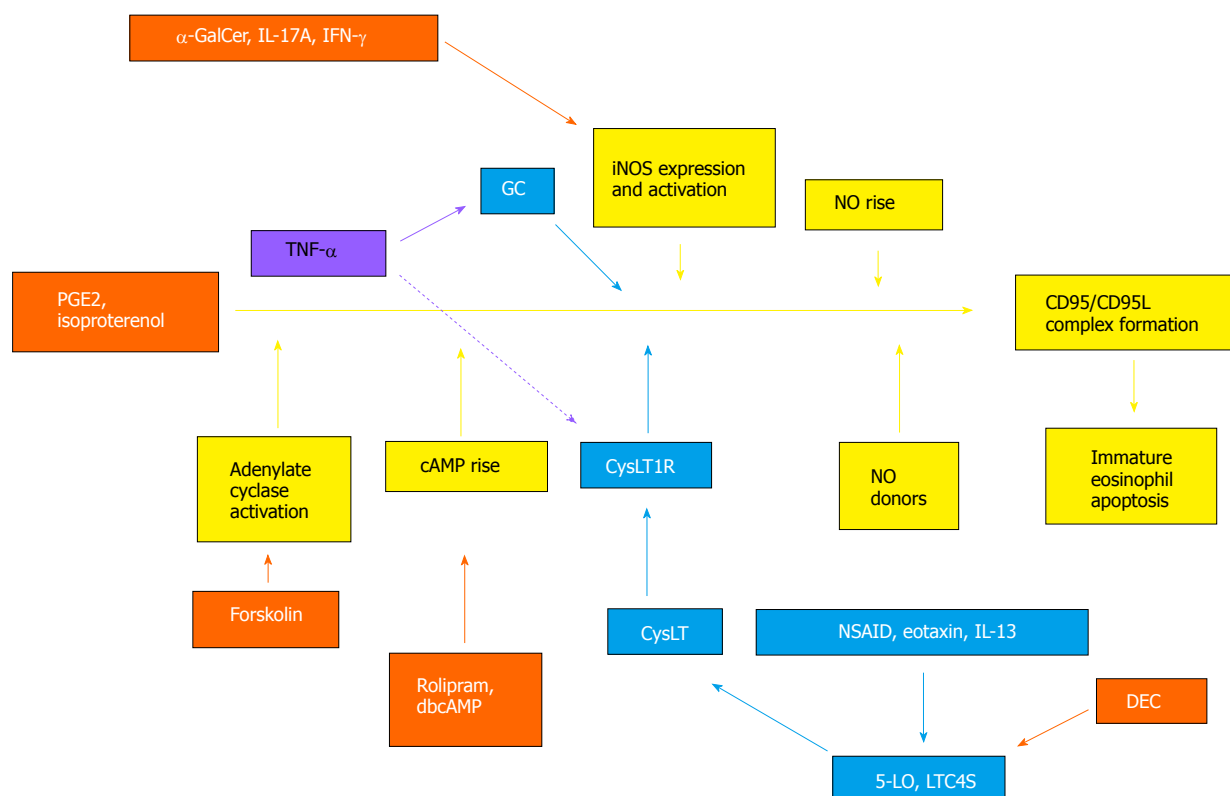 α-GalCer, IL-17A, IFN-γ
iNOS expression
and activation
GC
NO rise
TNF-α
PGE2,
isoproterenol
CD95/CD95L
complex formation
Adenylate
cyclase
activation
cAMP rise
CysLT1R
NO
donors
Immature
eosinophil
apoptosis
Forskolin
CysLT
NSAID, eotaxin, IL-13
Rolipram,
dbcAMP
DEC
5-LO, LTC4S